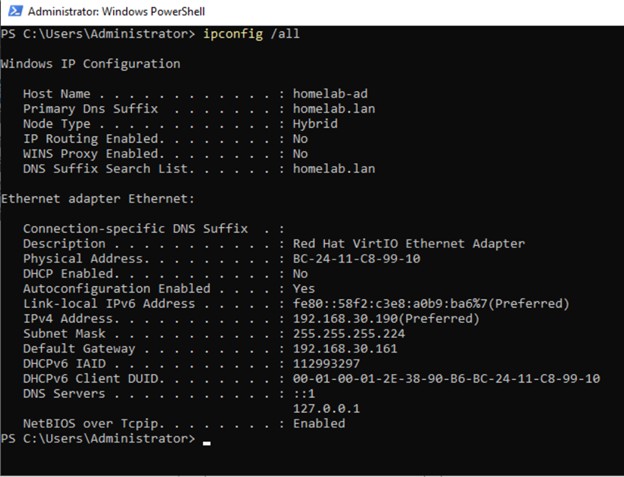 Administrator: Windows PowerShell
PS C:\Users\Administrator> ipconfig /all
Windows IP Configuration
Host Name . . . . . . . . . . . . : homelab-ad
Primary Dns Suffix  . . . . . . . : homelab.lan
Node Type . . . . . . . . . . . . : Hybrid
IP Routing Enabled. . . . . . . . : No
WINS Proxy Enabled. . . . . . . . : No
DNS Suffix Search List. . . . . . : homelab.lan
Ethernet adapter Ethernet:
Connection-specific DNS Suffix  . :
Description . . . . . . . . . . . : Red Hat VirtIO Ethernet Adapter
Physical Address. . . . . . . . . : BC-24-11-C8-99-10
DHCP Enabled. . . . . . . . . . . : No
Autoconfiguration Enabled . . . . : Yes
Link-local IPv6 Address . . . . . : fe80::58f2:c3e8:a0b9:ba6%7(Preferred)
IPv4 Address. . . . . . . . . . . : 192.168.30.190(Preferred)
Subnet Mask . . . . . . . . . . . : 255.255.255.224
Default Gateway . . . . . . . . . : 192.168.30.161
DHCPv6 IAID . . . . . . . . . . . : 112993297
DHCPv6 Client DUID. . . . . . . . : 00-01-00-01-2E-38-90-B6-BC-24-11-C8-99-10
DNS Servers . . . . . . . . . . . : ::1
127.0.0.1
NetBIOS over Tcpip. . . . . . . . : Enabled
PS C:\Users\Administrator>